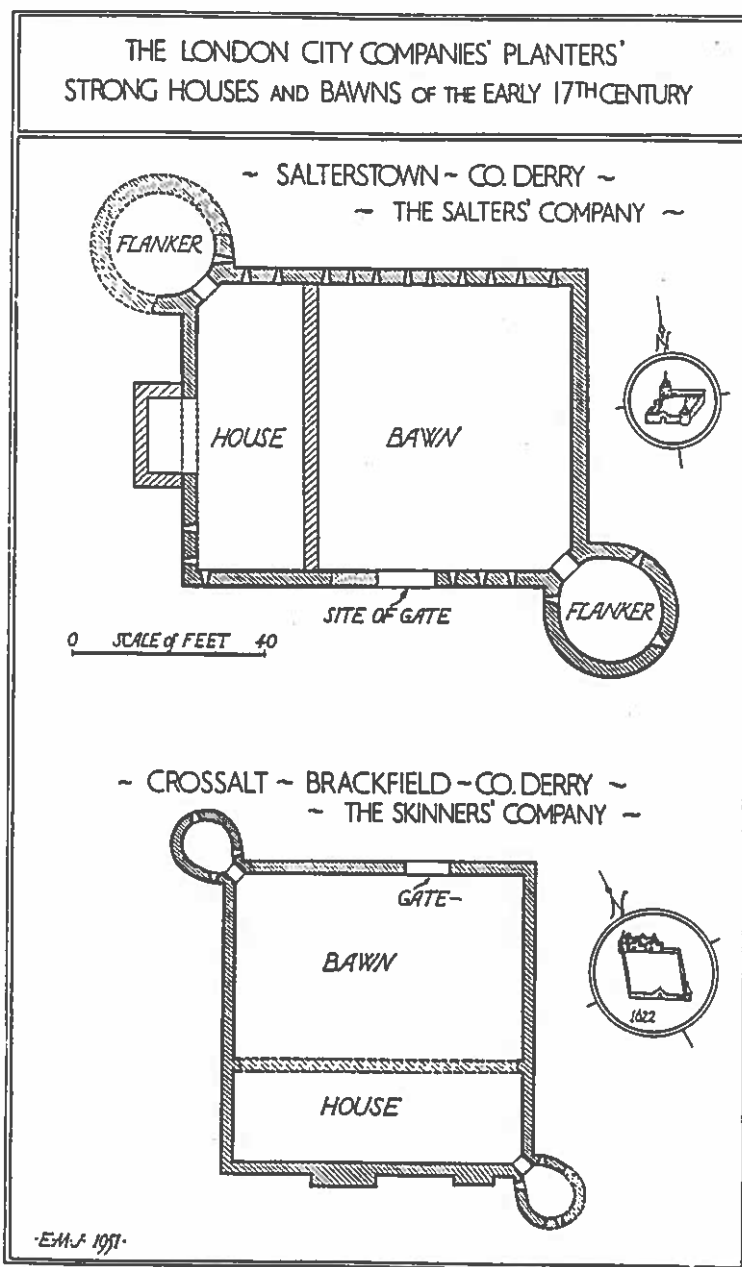 THE LONDON CITY COMPANIES' PLANTERS'
STRONG HOUSES AND BAWNS OF THE EARLY 17TH CENTURY
~ SALTERSTOWN ~ CO. DERRY ~
~ THE SALTERS' COMPANY ~
FLANKER
N
HOUSE
BAWN
SITE OF GATE
FLANKER
0 SCALE of FEET 40
~ CROSSALT ~ BRACKFIELD ~ CO. DERRY ~
~ THE SKINNERS' COMPANY ~
GATE-
N
BAWN
1622
HOUSE
·E.M.J. 1951·